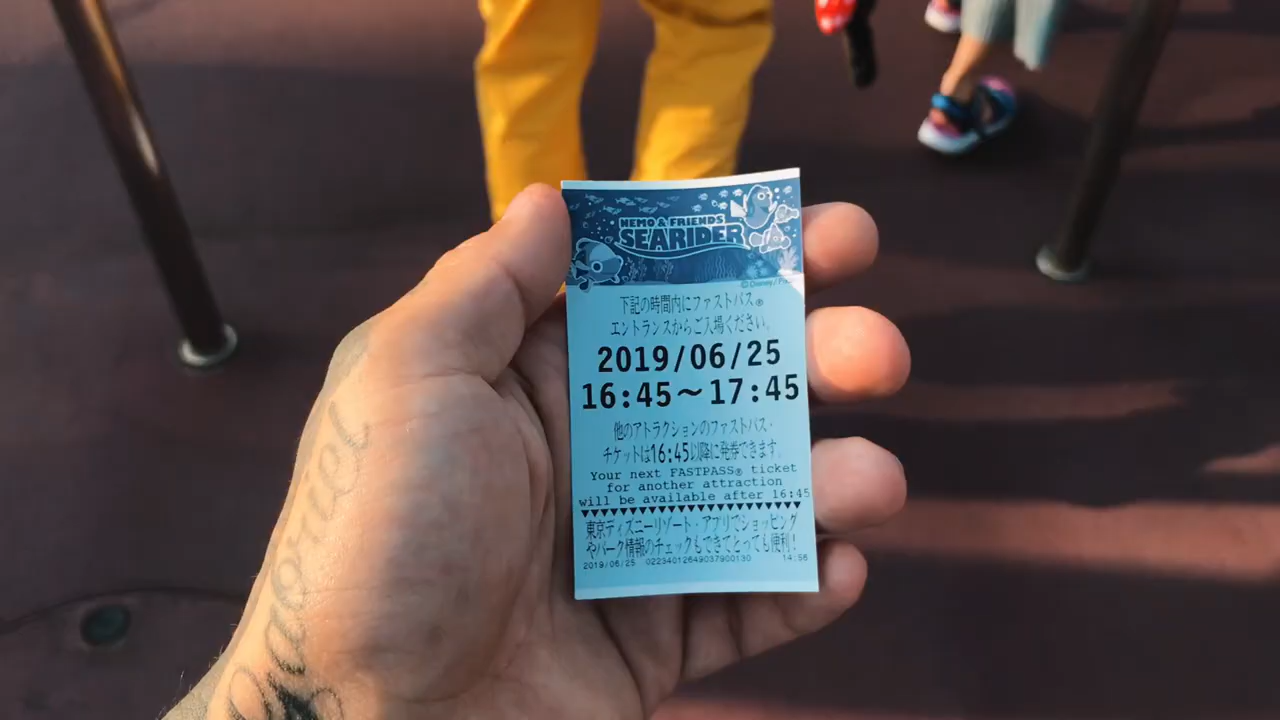 NEMO & FRIENDS
SEARIDER
下記の時間内にファストパス®
エントランスからご入場ください。
2019/06/25
16:45～17:45
他のアトラクションのファストパス・
チケットは16:45以降に発券できます。
Your next FASTPASS® ticket
for another attraction
will be available after 16:45
東京ディズニーリゾート・アプリでショッピング
やパーク情報のチェックもできてとっても便利！
2019/06/25 02234012649037900130 14:56